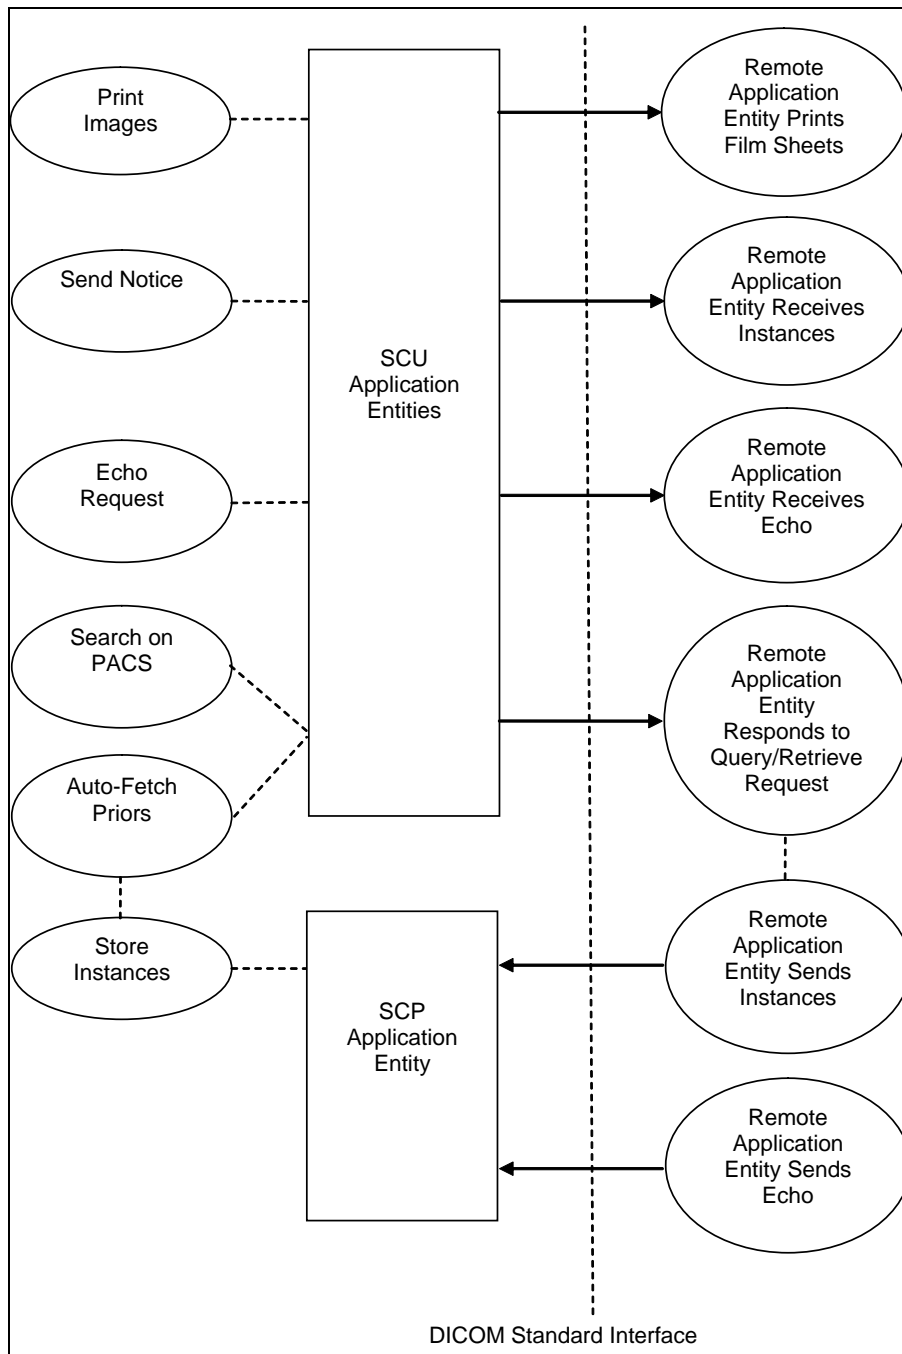 Print
Images
Remote
Application
Entity Prints
Film Sheets
Send Notice
Remote
Application
Entity Receives
Instances
SCU
Application
Entities
Echo
Request
Remote
Application
Entity Receives
Echo
Search on
PACS
Remote
Application
Entity
Responds to
Query/Retrieve
Request
Auto-Fetch
Priors
Store
Instances
Remote
Application
Entity Sends
Instances
SCP
Application
Entity
Remote
Application
Entity Sends
Echo
DICOM Standard Interface